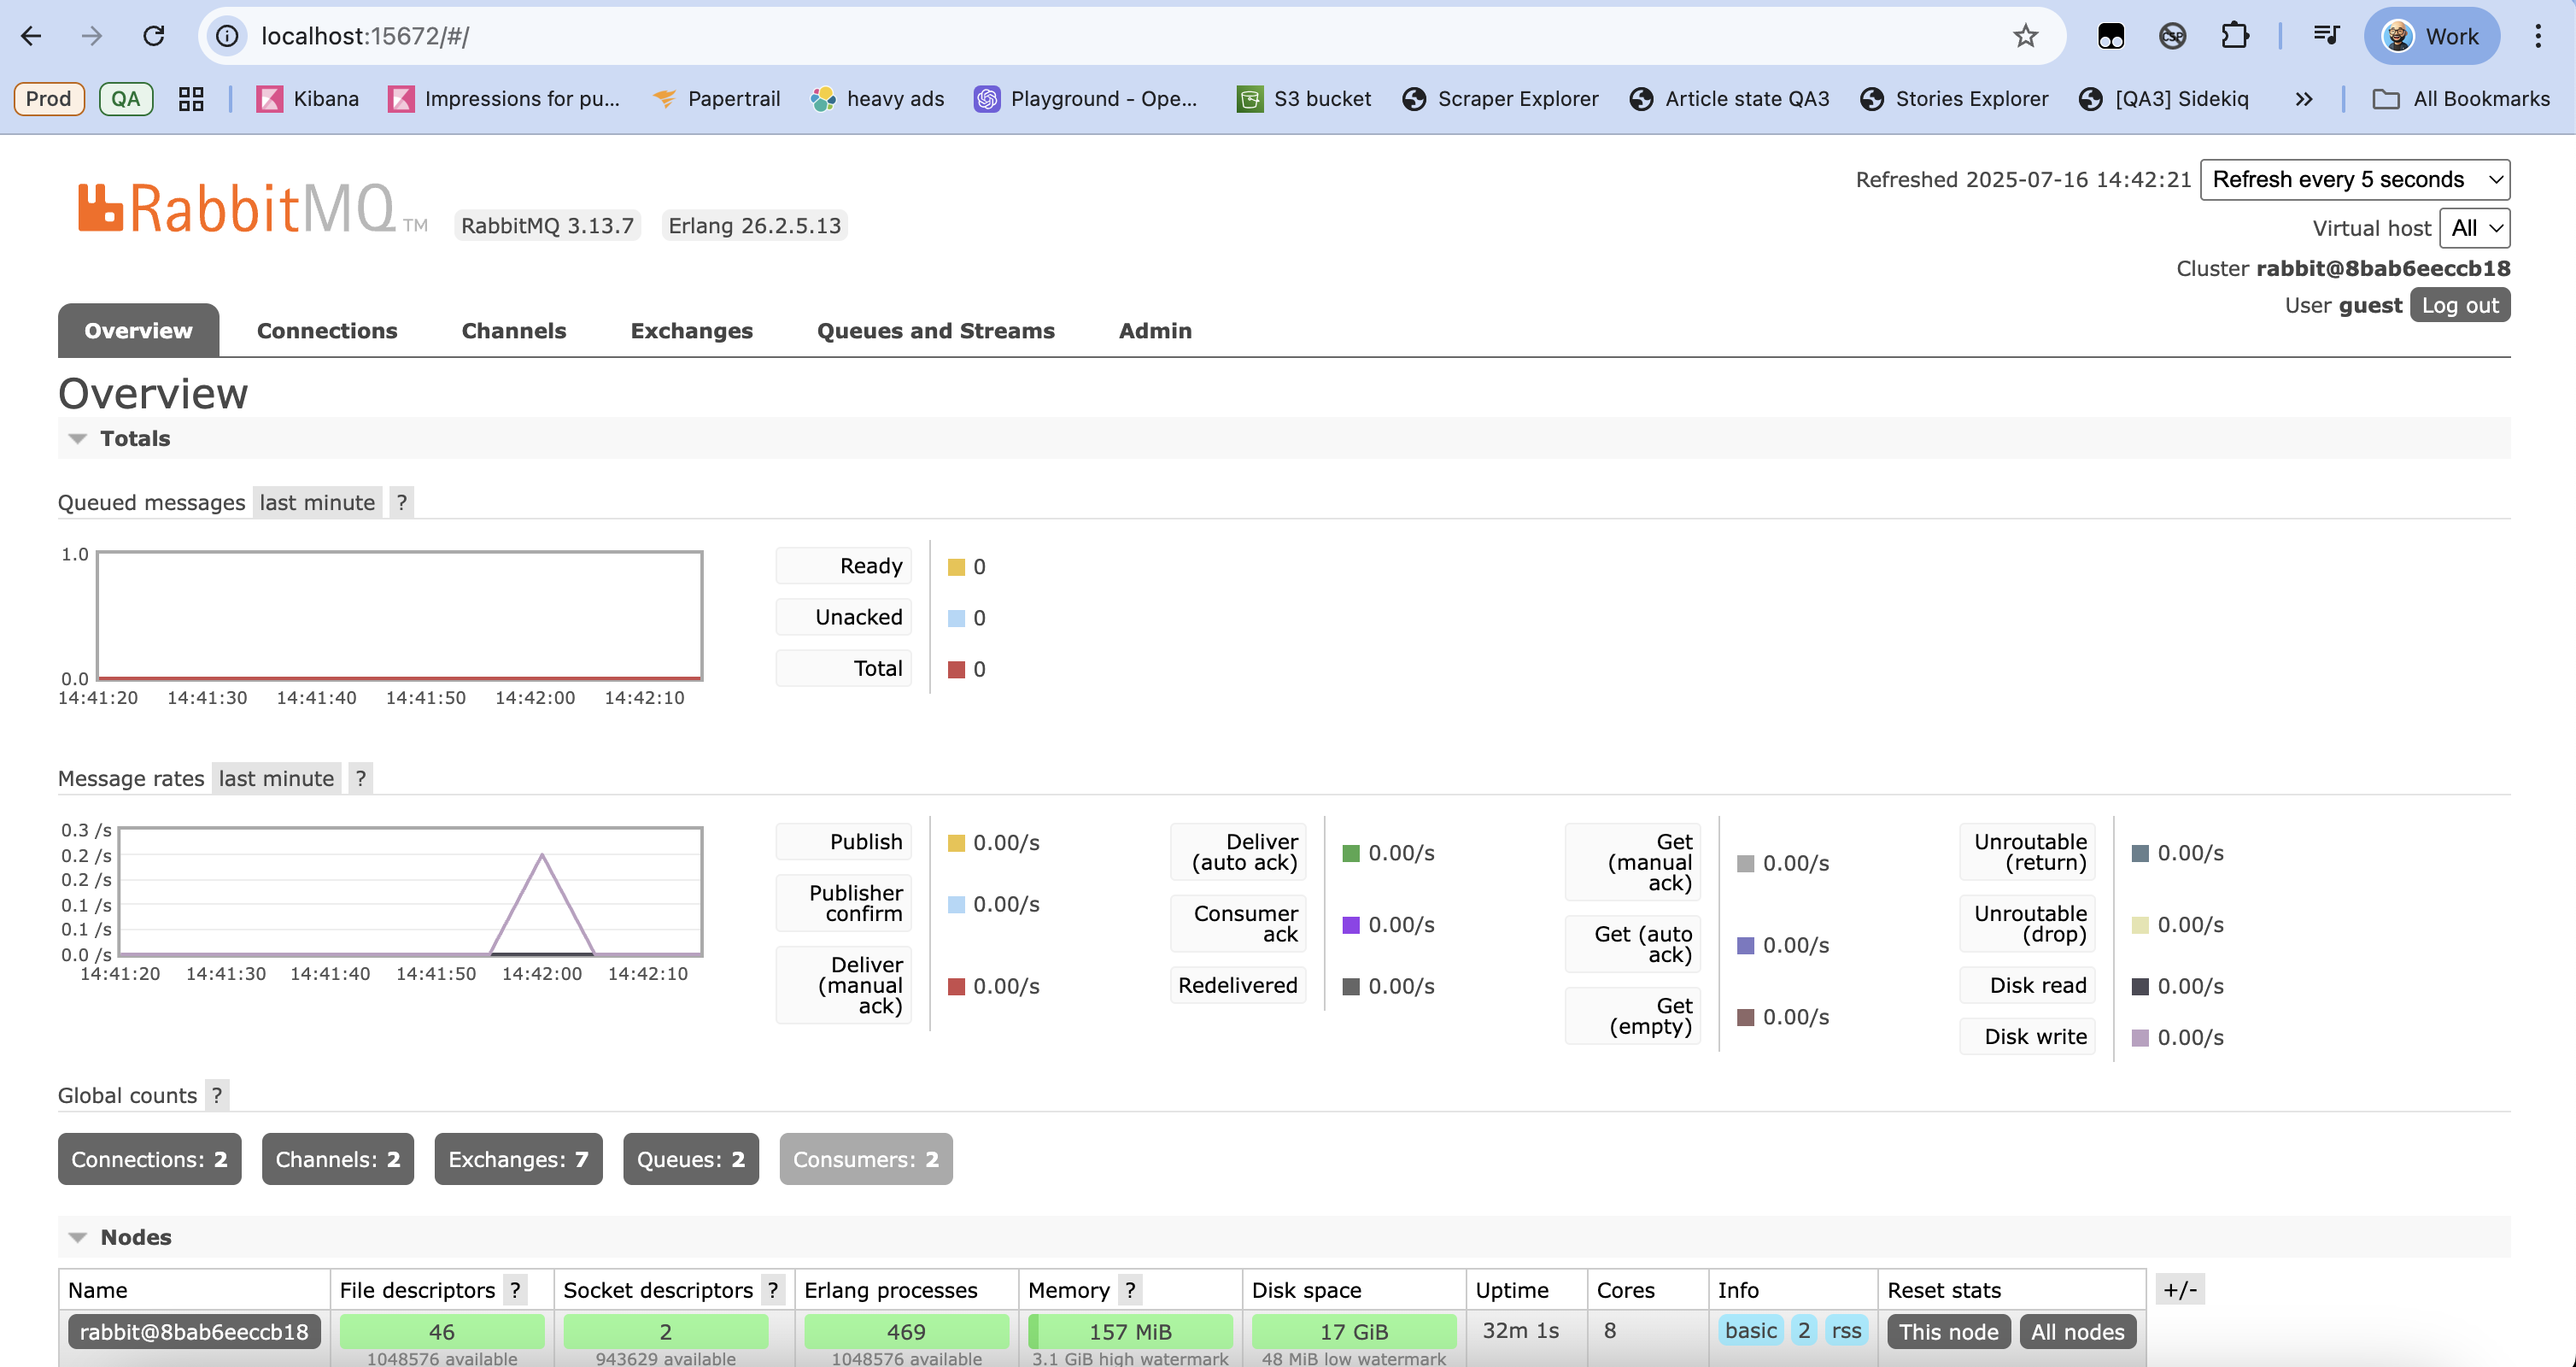 localhost:15672/#/
Work
Prod
QA
Kibana
Impressions for pu...
Papertrail
heavy ads
Playground - Ope...
S3 bucket
Scraper Explorer
Article state QA3
Stories Explorer
[QA3] Sidekiq
All Bookmarks
RabbitMQ TM
RabbitMQ 3.13.7
Erlang 26.2.5.13
Refreshed 2025-07-16 14:42:21
Refresh every 5 seconds
Virtual host All
Cluster rabbit@8bab6eeccb18
User guest Log out
Overview
Connections
Channels
Exchanges
Queues and Streams
Admin
Overview
Totals
Queued messages last minute ?
1.0
0.0
14:41:20 14:41:30 14:41:40 14:41:50 14:42:00 14:42:10
Ready 0
Unacked 0
Total 0
Message rates last minute ?
0.3 /s
0.2 /s
0.2 /s
0.1 /s
0.1 /s
0.0 /s
14:41:20 14:41:30 14:41:40 14:41:50 14:42:00 14:42:10
Publish 0.00/s
Publisher
confirm 0.00/s
Deliver
(manual 0.00/s
ack)
Deliver
(auto ack) 0.00/s
Consumer
ack 0.00/s
Redelivered 0.00/s
Get
(manual 0.00/s
ack)
Get (auto
ack) 0.00/s
Get
(empty) 0.00/s
Unroutable
(return) 0.00/s
Unroutable
(drop) 0.00/s
Disk read 0.00/s
Disk write 0.00/s
Global counts ?
Connections: 2
Channels: 2
Exchanges: 7
Queues: 2
Consumers: 2
Nodes
Name File descriptors ? Socket descriptors ? Erlang processes Memory ? Disk space Uptime Cores Info Reset stats +/-
rabbit@8bab6eeccb18 46 2 469 157 MiB 17 GiB 32m 1s 8 basic 2 rss This node All nodes
1048576 available 943629 available 1048576 available 3.1 GiB high watermark 48 MiB low watermark